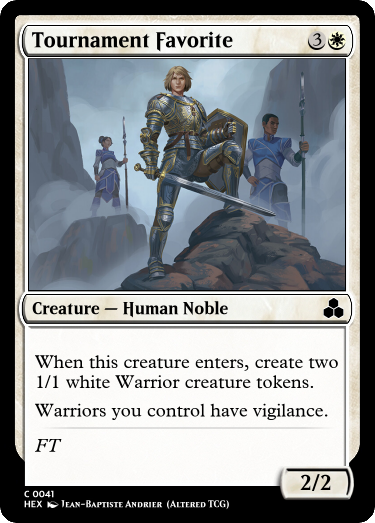 Tournament Favorite 3
Creature — Human Noble
When this creature enters, create two
1/1 white Warrior creature tokens.
Warriors you control have vigilance.
FT
2/2
C 0041
HEX Jean-Baptiste Andrier (Altered TCG)